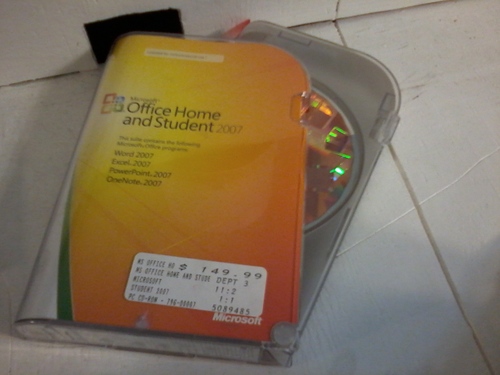 Microsoft
Office Home
and Student 2007
This suite contains the following
Microsoft Office programs:
Word 2007
Excel 2007
PowerPoint 2007
OneNote 2007
MS OFFICE HO $ 149.99
MS OFFICE HOME AND STUDE DEPT 3
MICROSOFT 11:2
STUDENT 2007 1:1
PC CD-ROM - 5089485
Microsoft